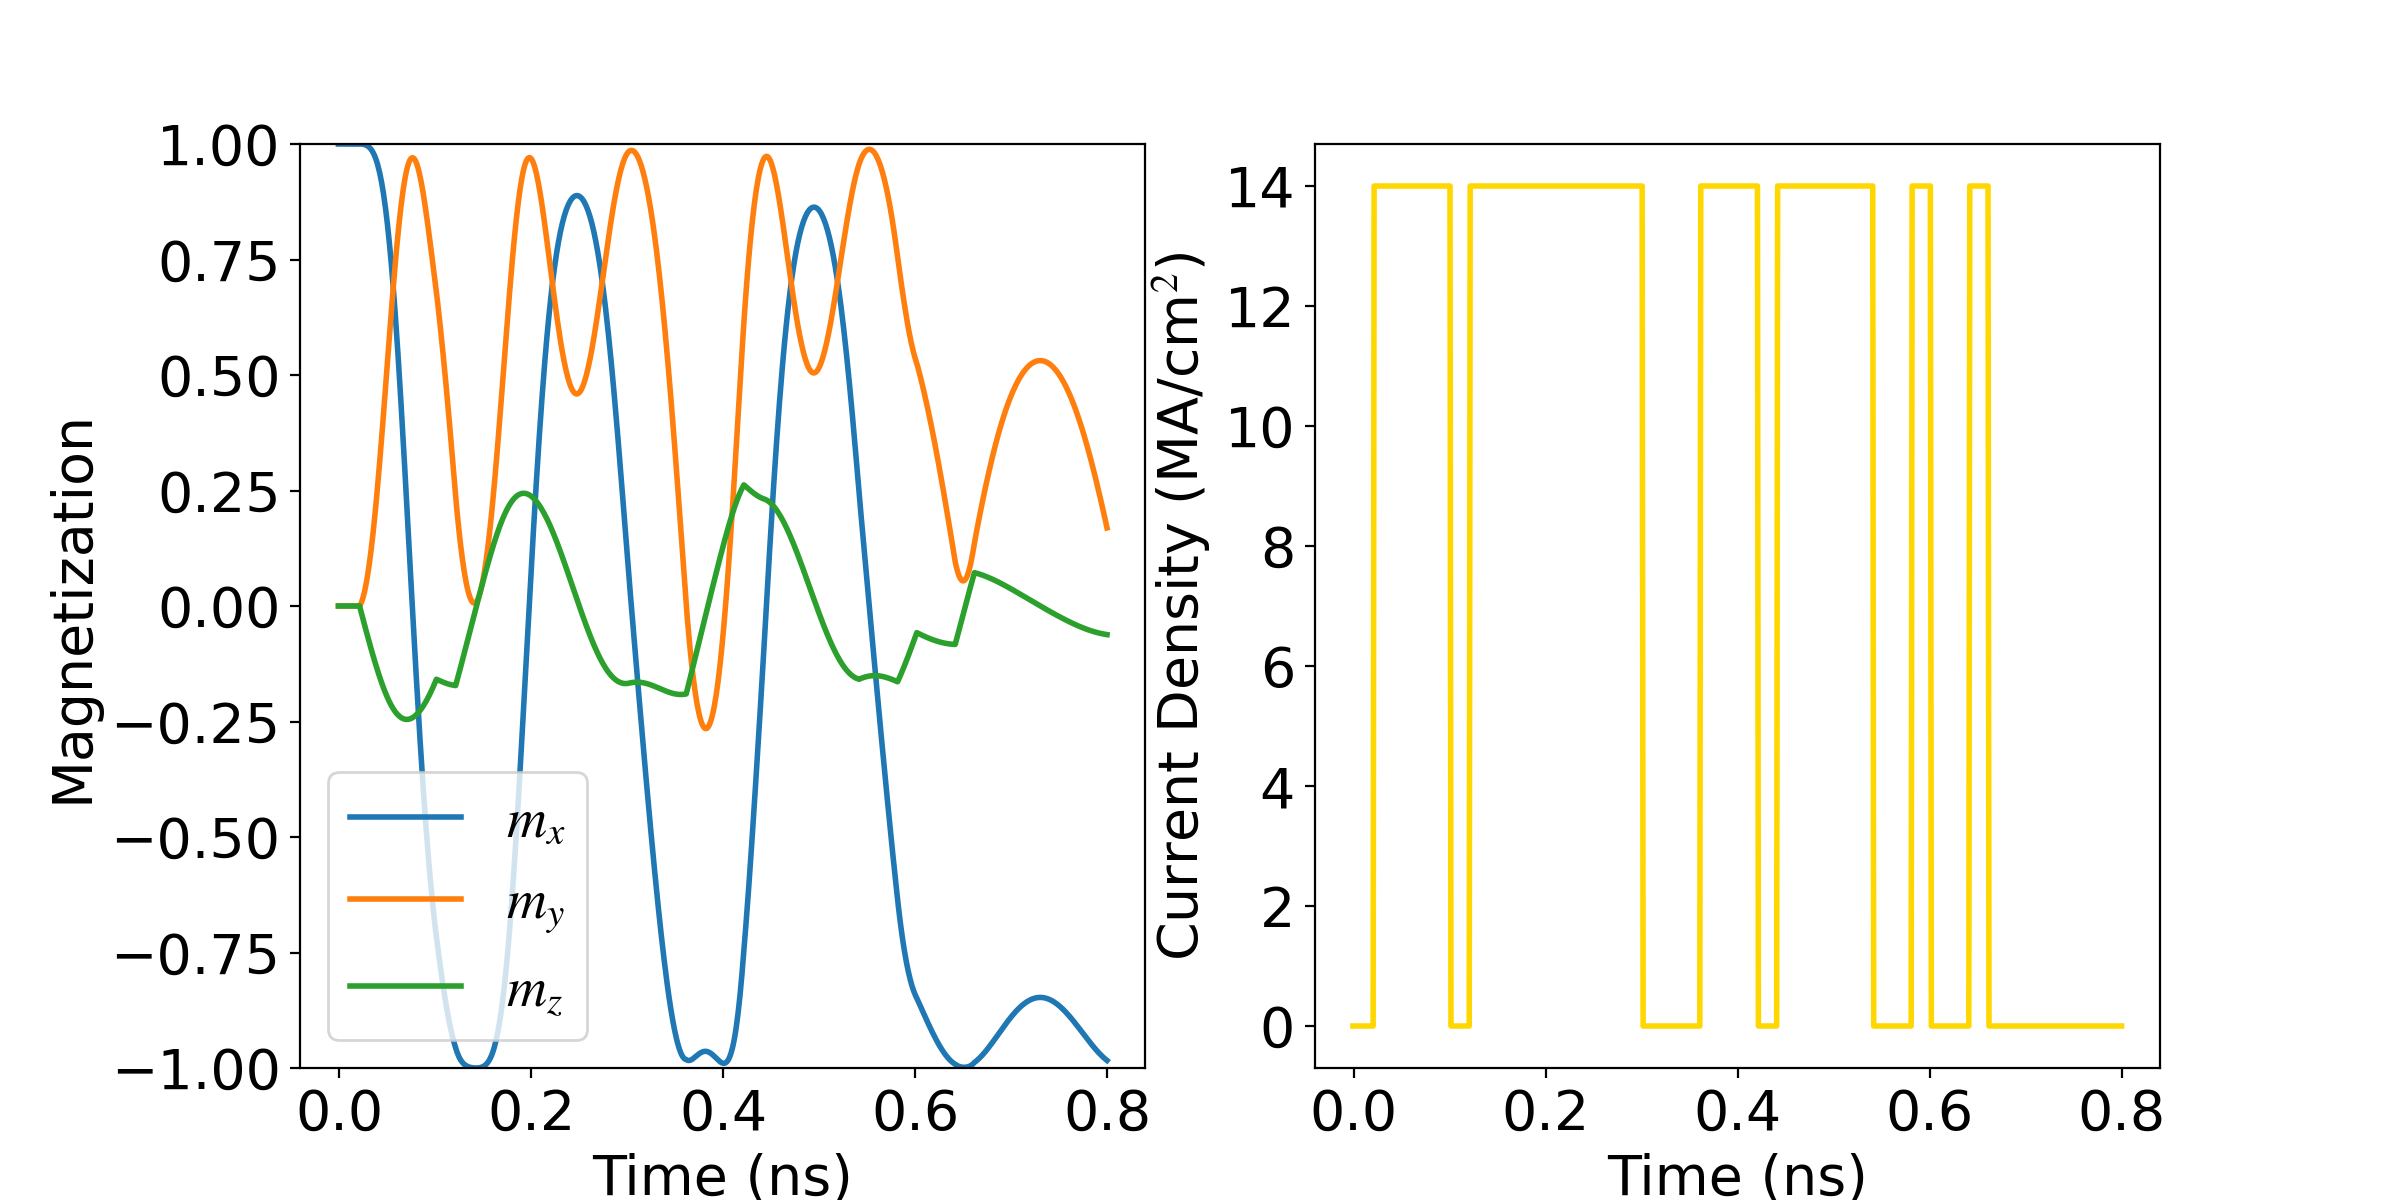 Magnetization
1.00
0.75
0.50
0.25
0.00
−0.25
−0.50
−0.75
−1.00
0.0 0.2 0.4 0.6 0.8
Time (ns)
mₓ
m_y
m_z
Current Density (MA/cm²)
14
12
10
8
6
4
2
0
0.0 0.2 0.4 0.6 0.8
Time (ns)